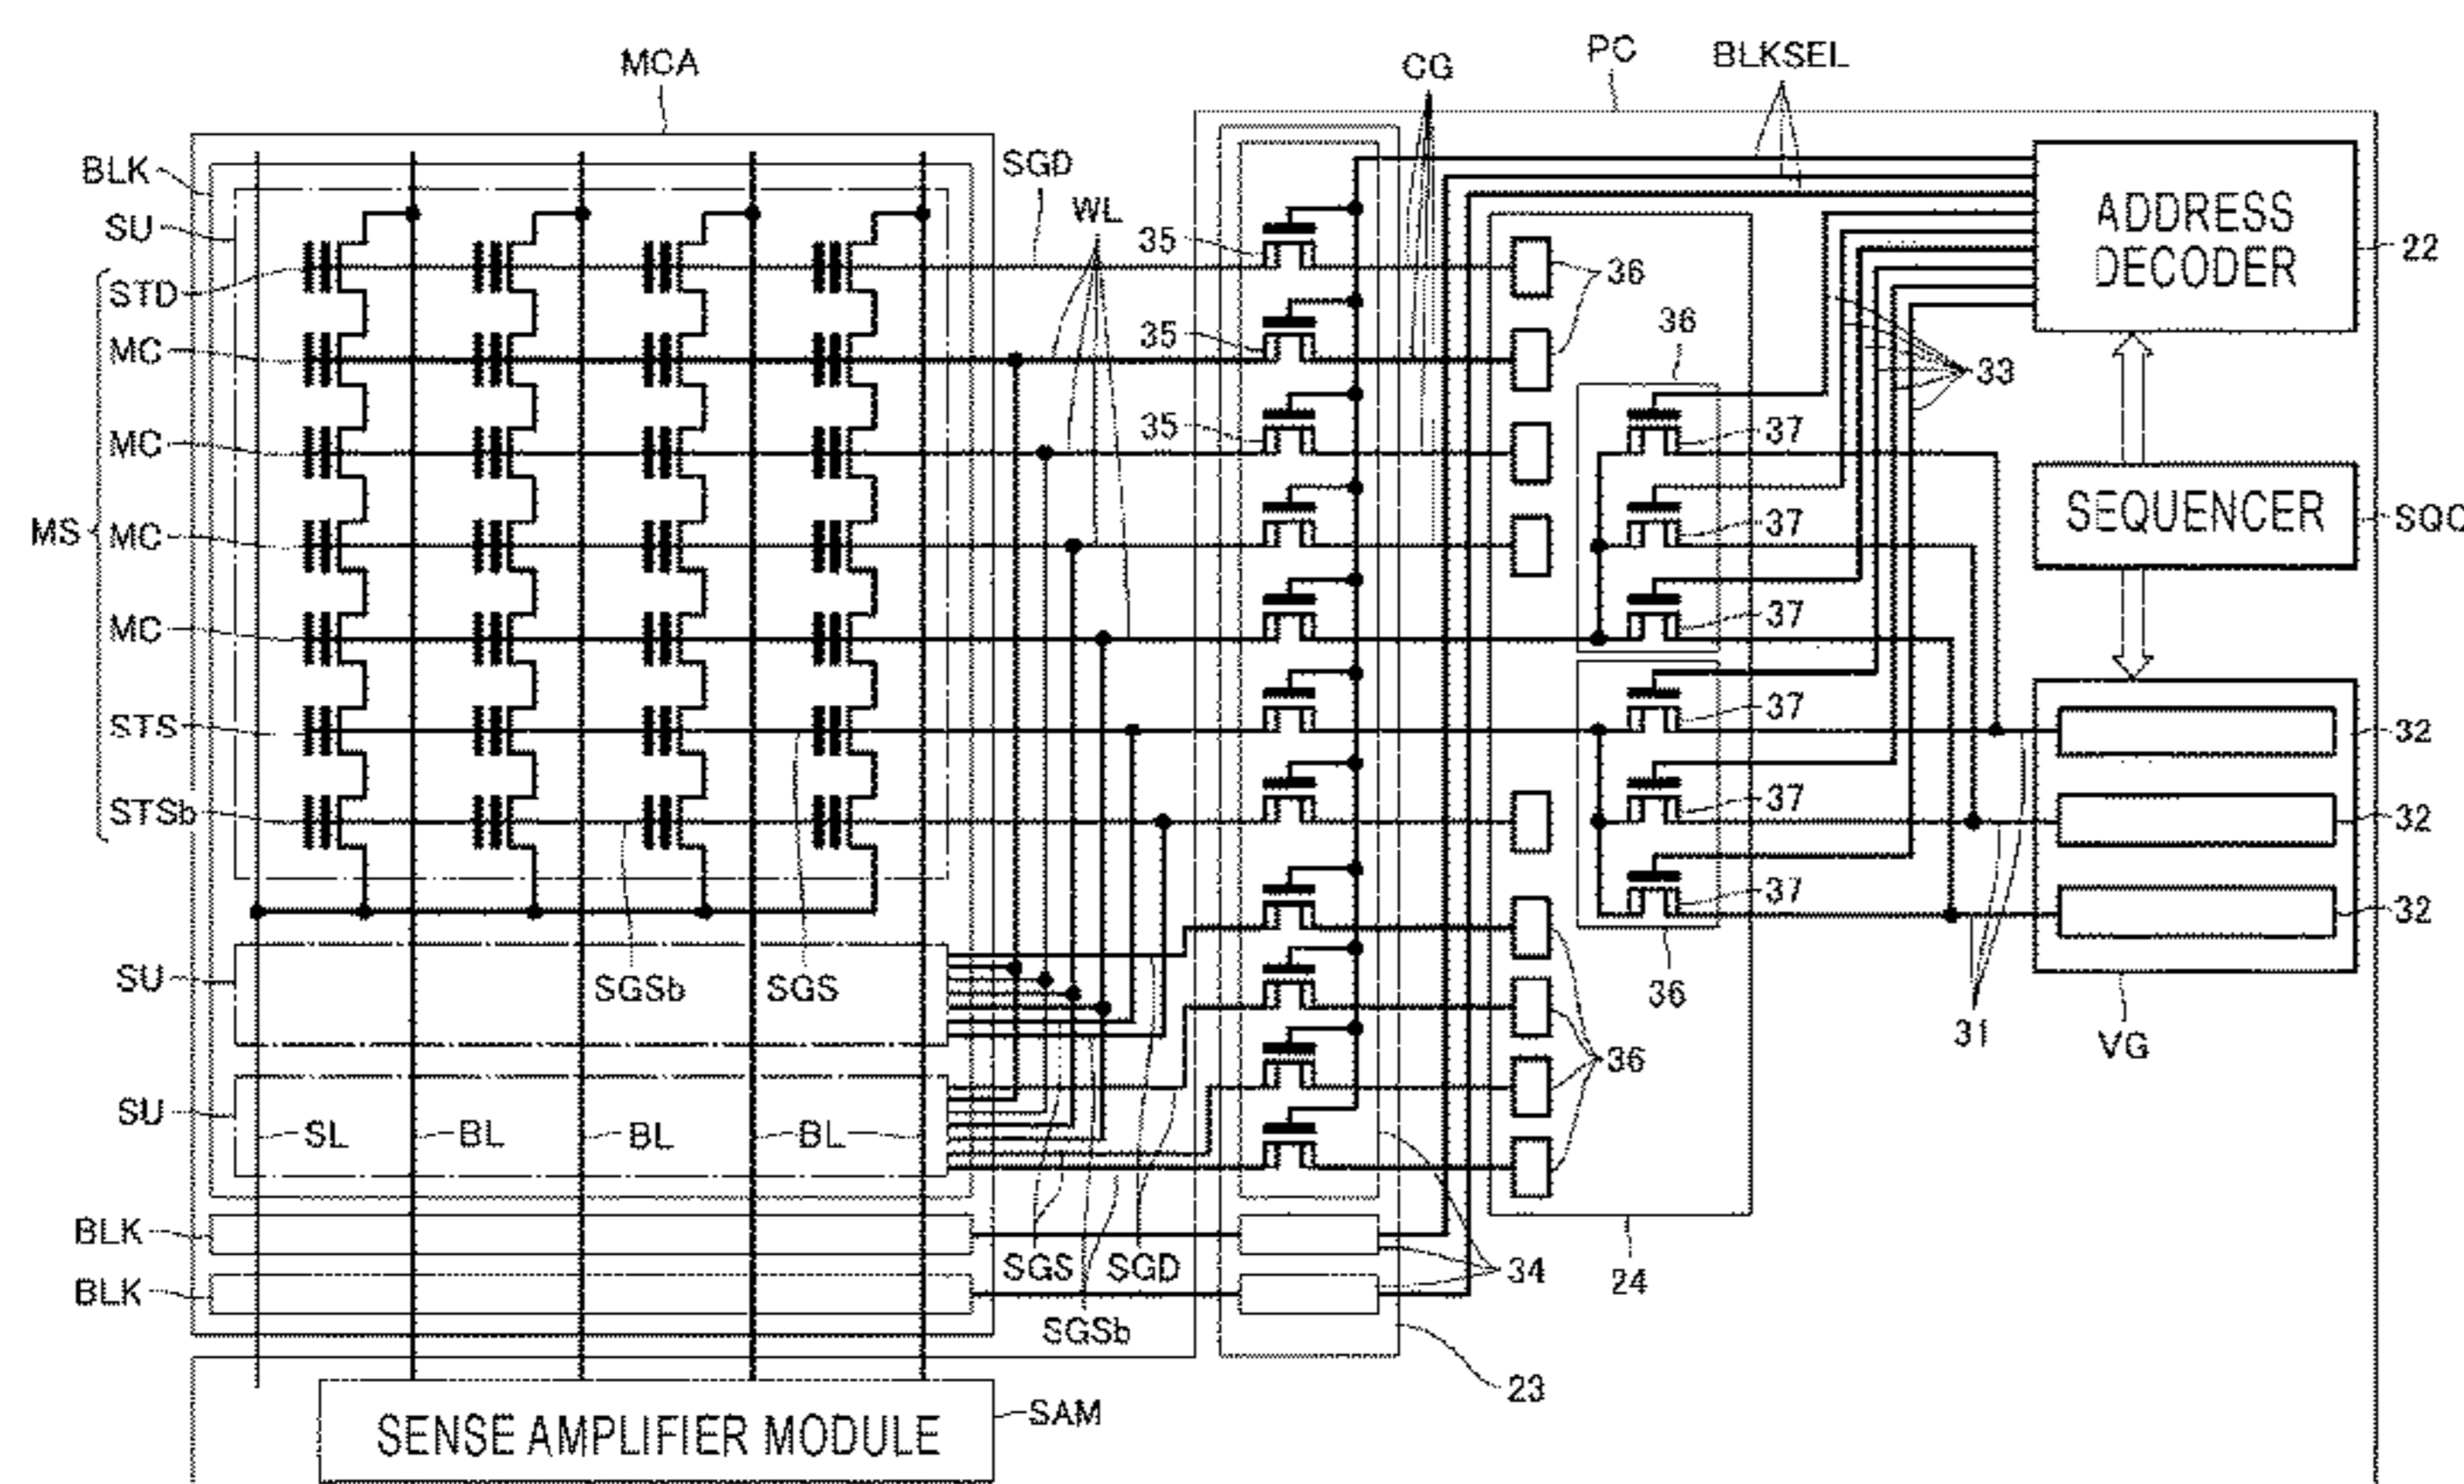 MCA
CG
PC
BLKSEL
BLK
SGD
SU
WL
35
ADDRESS
DECODER
22
STD
36
MC
35
36
33
MC
35
37
MS
MC
37
SEQUENCER
SQC
MC
37
STS
37
32
STSb
37
32
37
32
SU
SGSb
SGS
36
31
VG
36
SU
SL
BL
BL
BL
BLK
SGS
SGD
34
24
BLK
SGSb
23
SENSE AMPLIFIER MODULE
SAM